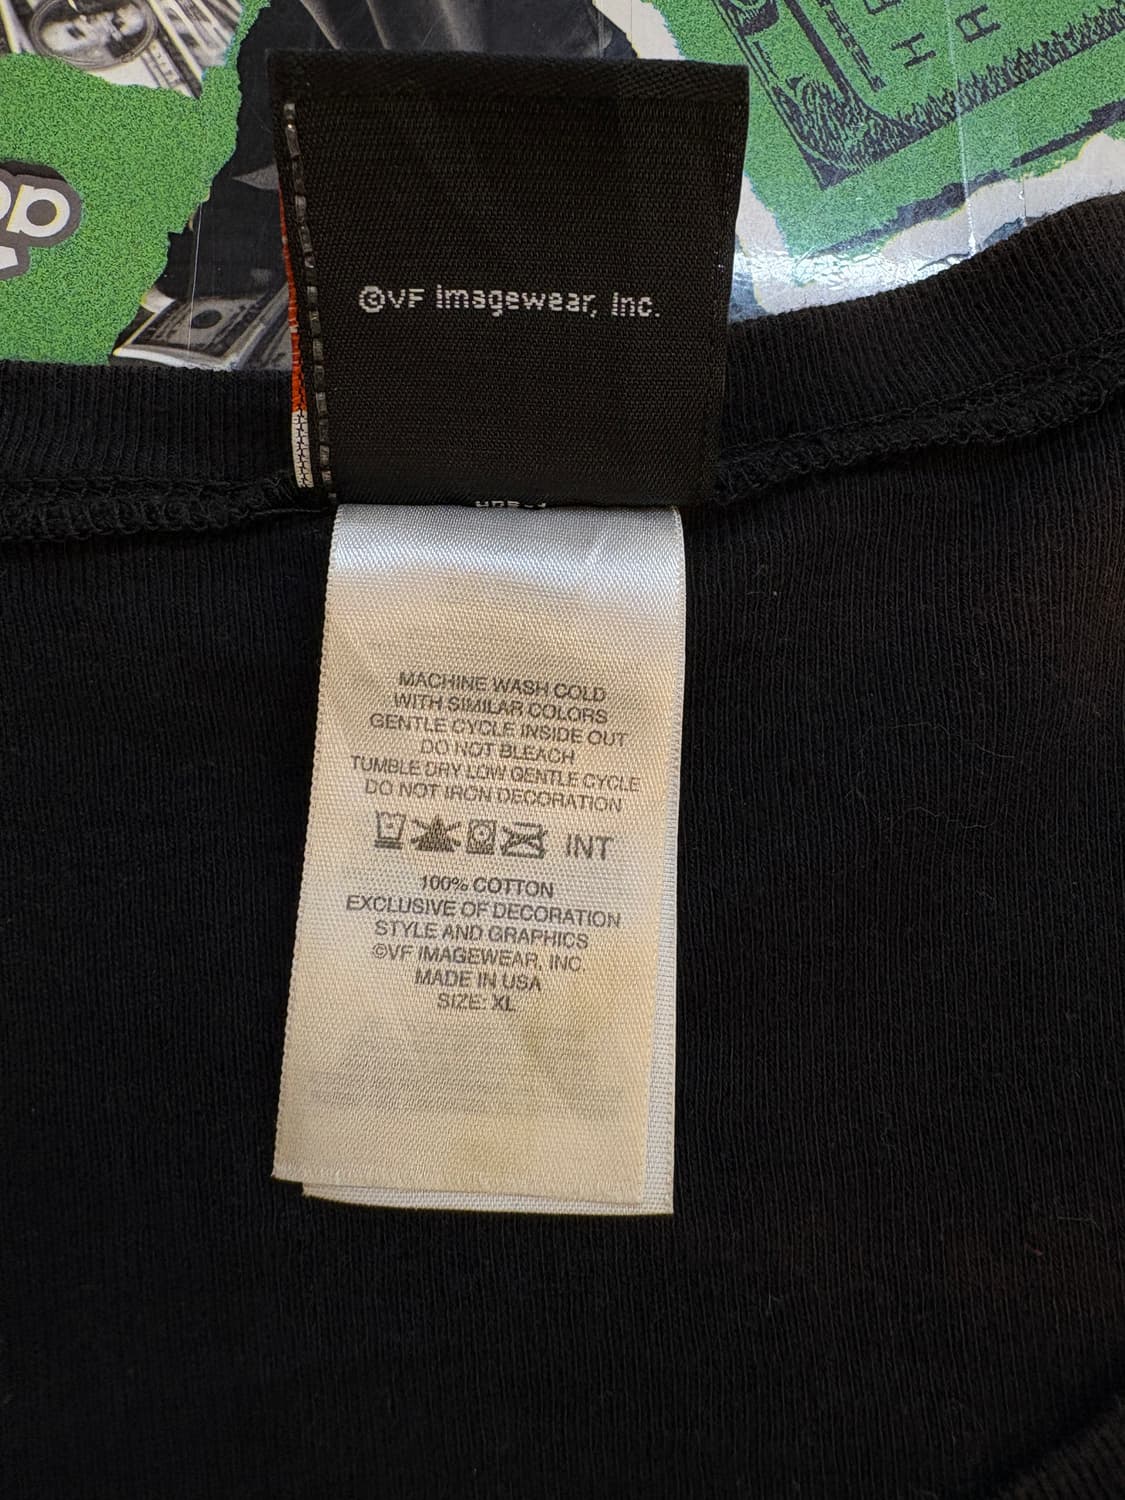 ©VF Imagewear, Inc.
MACHINE WASH COLD
WITH SIMILAR COLORS
GENTLE CYCLE INSIDE OUT
DO NOT BLEACH
TUMBLE DRY LOW GENTLE CYCLE
DO NOT IRON DECORATION
INT
100% COTTON
EXCLUSIVE OF DECORATION
STYLE AND GRAPHICS
©VF IMAGEWEAR, INC.
MADE IN USA
SIZE: XL